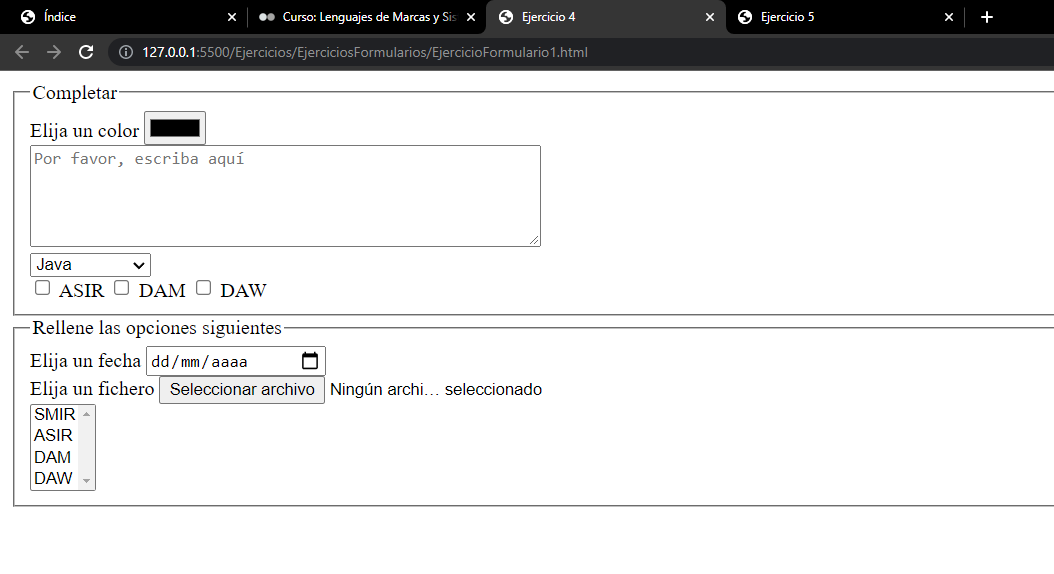 Índice
Curso: Lenguajes de Marcas y Sis
Ejercicio 4
Ejercicio 5
127.0.0.1:5500/Ejercicios/EjerciciosFormularios/EjercicioFormulario1.html
Completar
Elija un color
Por favor, escriba aquí
Java
ASIR DAM DAW
Rellene las opciones siguientes
Elija un fecha dd/mm/aaaa
Elija un fichero Seleccionar archivo Ningún archi… seleccionado
SMIR
ASIR
DAM
DAW